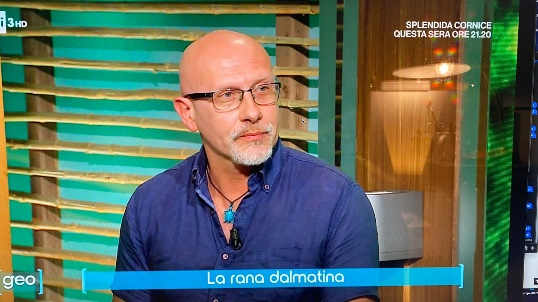 3HD
SPLENDIDA CORNICE
QUESTA SERA ORE 21.20
geo
La rana dalmatina